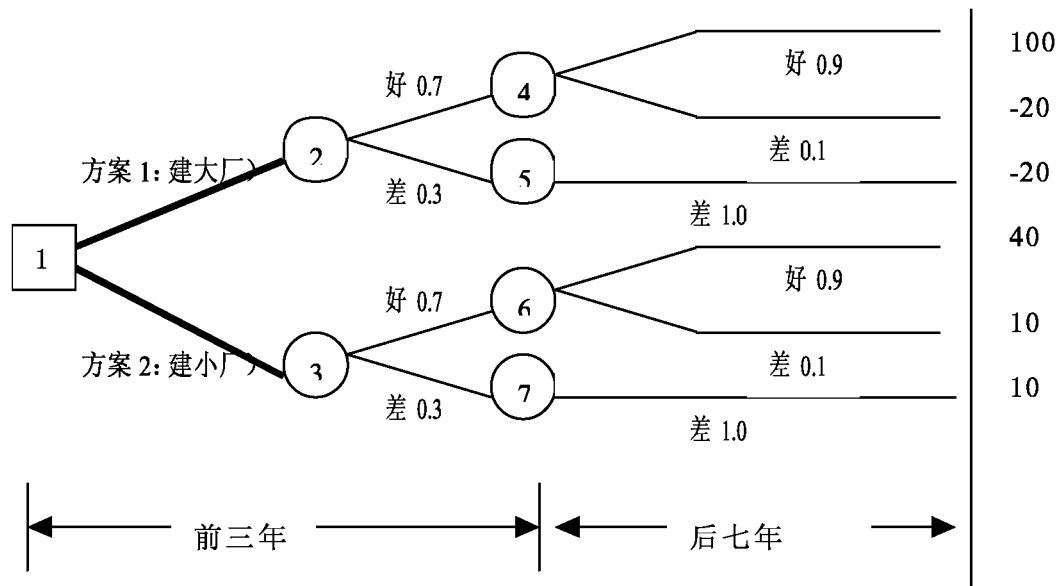 100
好 0.7
4
好 0.9
-20
方案 1: 建大厂）
2
差 0.1
差 0.3
5
-20
差 1.0
1
40
好 0.7
6
好 0.9
10
方案 2: 建小厂）
3
差 0.1
差 0.3
7
10
差 1.0
前三年
后七年